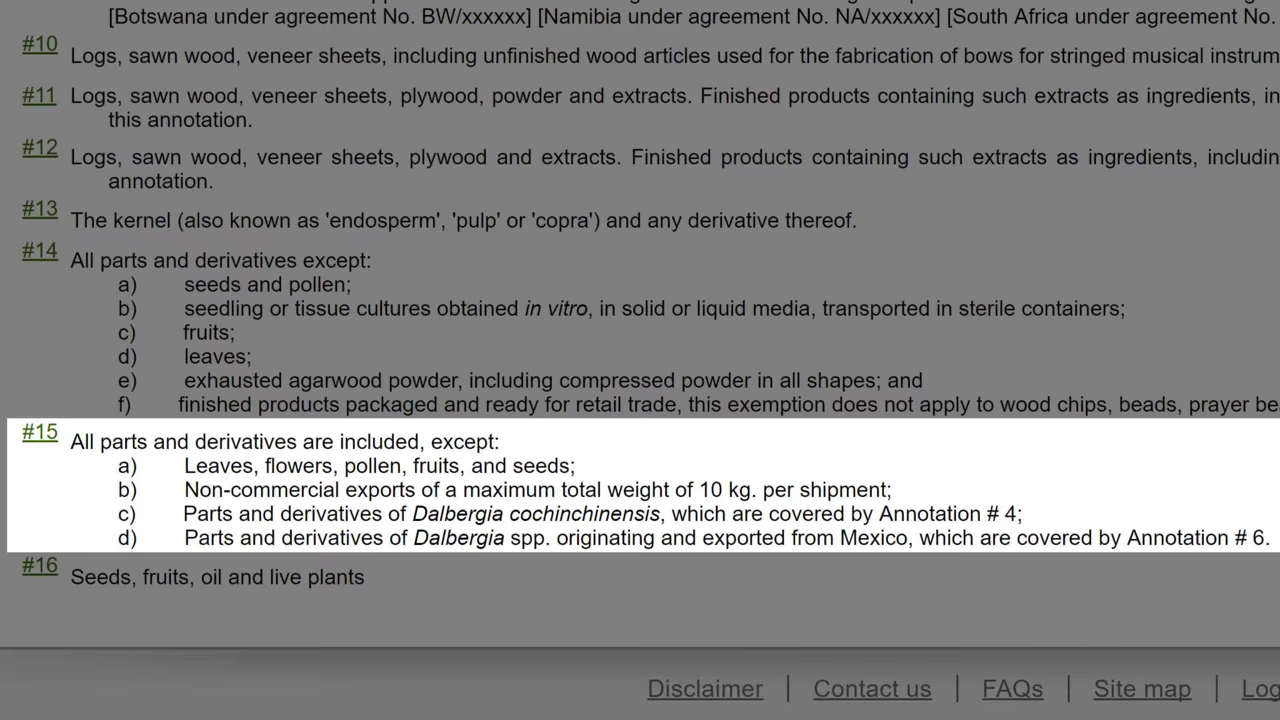 [Botswana under agreement No. BW/xxxxxx] [Namibia under agreement No. NA/xxxxxx] [South Africa under agreement No.
#10 Logs, sawn wood, veneer sheets, including unfinished wood articles used for the fabrication of bows for stringed musical instrum
#11 Logs, sawn wood, veneer sheets, plywood, powder and extracts. Finished products containing such extracts as ingredients, in
this annotation.
#12 Logs, sawn wood, veneer sheets, plywood and extracts. Finished products containing such extracts as ingredients, includin
annotation.
#13 The kernel (also known as 'endosperm', 'pulp' or 'copra') and any derivative thereof.
#14 All parts and derivatives except:
a) seeds and pollen;
b) seedling or tissue cultures obtained in vitro, in solid or liquid media, transported in sterile containers;
c) fruits;
d) leaves;
e) exhausted agarwood powder, including compressed powder in all shapes; and
f) finished products packaged and ready for retail trade, this exemption does not apply to wood chips, beads, prayer be
#15 All parts and derivatives are included, except:
a) Leaves, flowers, pollen, fruits, and seeds;
b) Non-commercial exports of a maximum total weight of 10 kg. per shipment;
c) Parts and derivatives of Dalbergia cochinchinensis, which are covered by Annotation # 4;
d) Parts and derivatives of Dalbergia spp. originating and exported from Mexico, which are covered by Annotation # 6.
#16 Seeds, fruits, oil and live plants
Disclaimer | Contact us | FAQs | Site map | Log